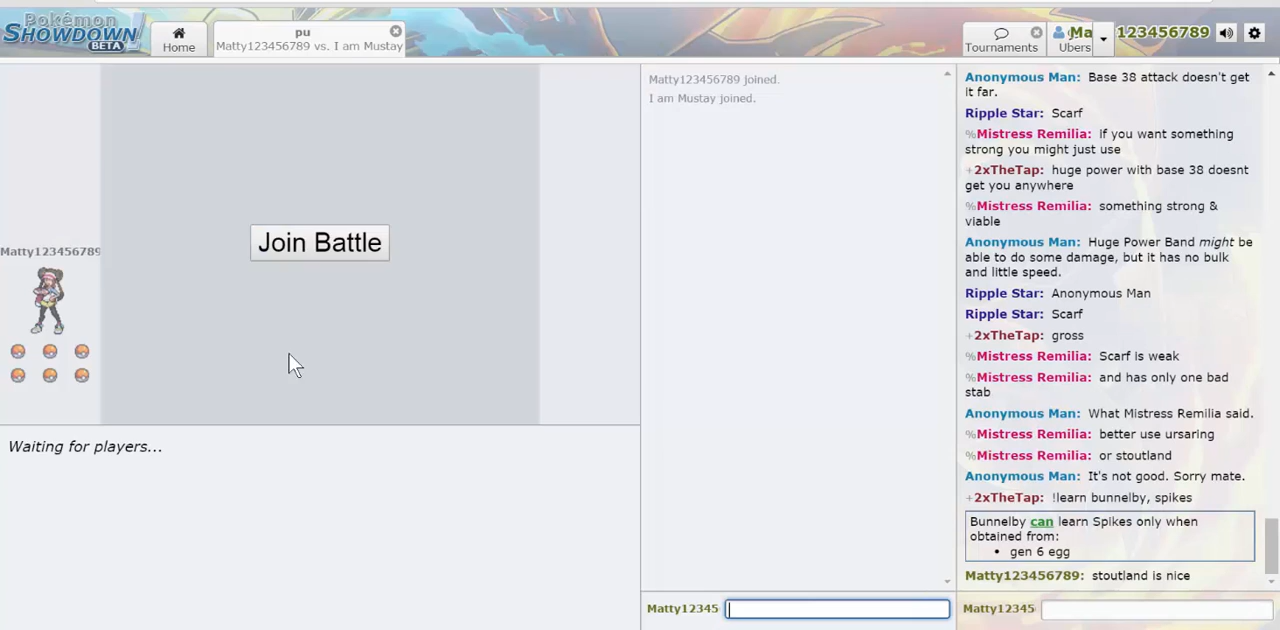 Pokémon
SHOWDOWN
BETA
Home
pu
Matty123456789 vs. I am Mustay
Tournaments
Ma 123456789
Ubers
Matty123456789
Join Battle
Waiting for players...
Matty123456789 joined.
I am Mustay joined.
Matty12345
Anonymous Man: Base 38 attack doesn't get
it far.
Ripple Star: Scarf
%Mistress Remilia: If you want something
strong you might just use
+2xTheTap: huge power with base 38 doesnt
get you anywhere
%Mistress Remilia: something strong &
viable
Anonymous Man: Huge Power Band might be
able to do some damage, but it has no bulk
and little speed.
Ripple Star: Anonymous Man
Ripple Star: Scarf
+2xTheTap: gross
%Mistress Remilia: Scarf is weak
%Mistress Remilia: and has only one bad
stab
Anonymous Man: What Mistress Remilia said.
%Mistress Remilia: better use ursaring
%Mistress Remilia: or stoutland
Anonymous Man: It's not good. Sorry mate.
+2xTheTap: !learn bunnelby, spikes
Bunnelby can learn Spikes only when
obtained from:
• gen 6 egg
Matty123456789: stoutland is nice
Matty12345